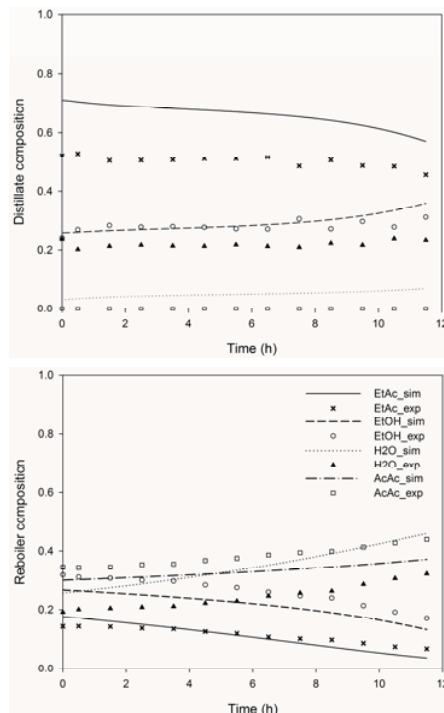 1.0
0.8
0.6
0.4
0.2
0.0
Distillate composition
0 2 4 6 8 10 12
Time (h)
1.0
0.8
0.6
0.4
0.2
0.0
Reboiler composition
EtAc_sim
EtAc_exp
EtOH_sim
EtOH_exp
H2O_sim
H2O_exp
AcAc_sim
AcAc_exp
0 2 4 6 8 10 12
Time (h)